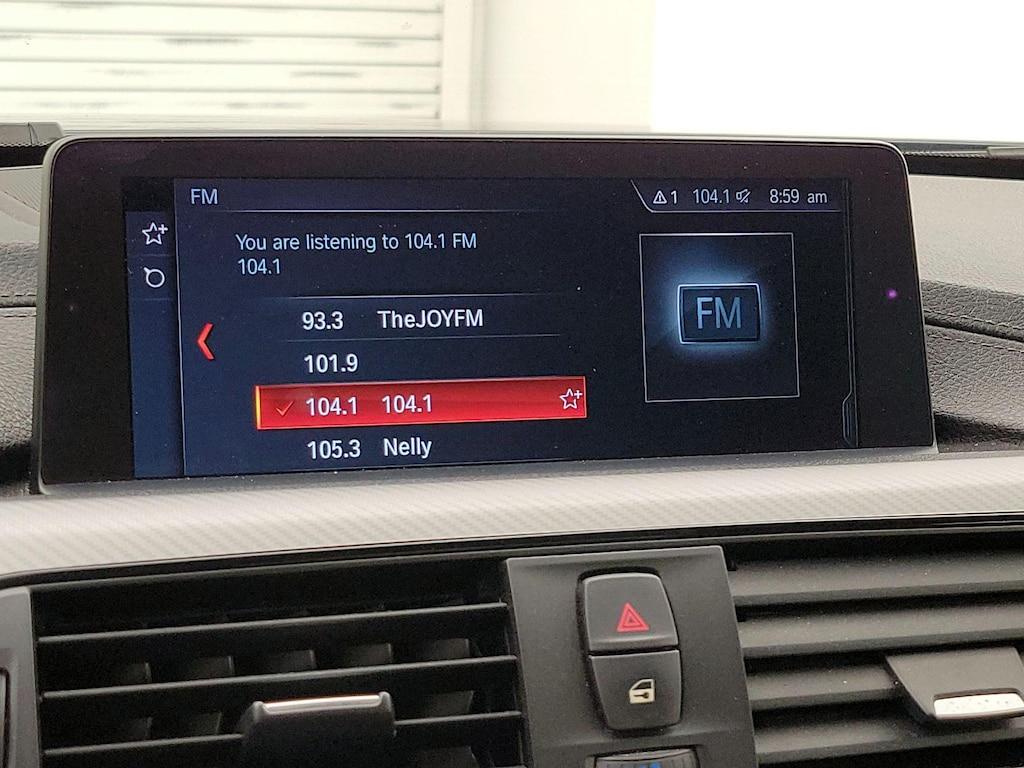 FM
1 104.1 8:59 am
You are listening to 104.1 FM
104.1
FM
93.3 TheJOYFM
101.9
104.1 104.1
105.3 Nelly